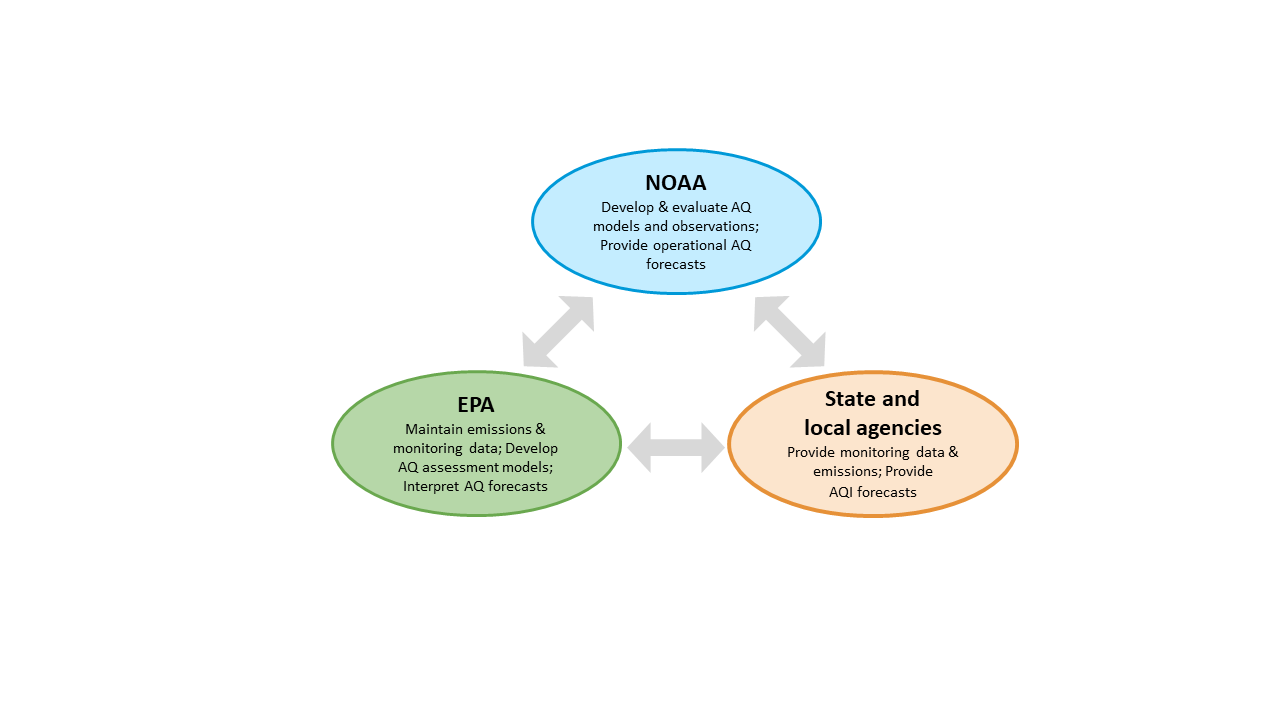 NOAA
Develop & evaluate AQ
models and observations;
Provide operational AQ
forecasts
EPA
Maintain emissions &
monitoring data; Develop
AQ assessment models;
Interpret AQ forecasts
State and
local agencies
Provide monitoring data &
emissions; Provide
AQI forecasts